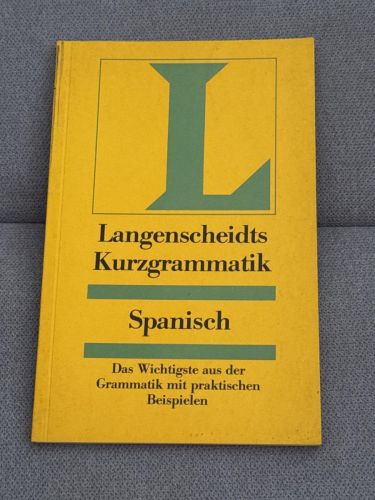 L
Langenscheidts
Kurzgrammatik
Spanisch
Das Wichtigste aus der
Grammatik mit praktischen
Beispielen